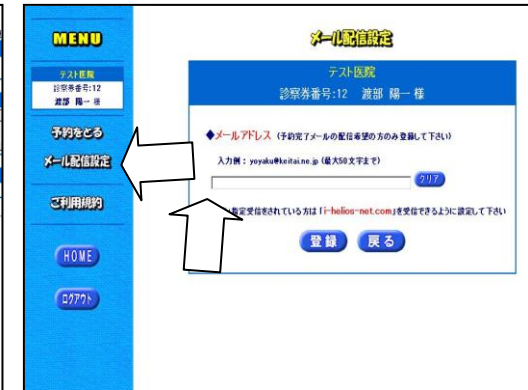 MENU
テスト医院
診察券番号:12
渡部 陽一 様
予約をとる
メール配信設定
ご利用規約
HOME
ログアウト
メール配信設定
テスト医院
診察券番号:12 渡部 陽一 様
◆メールアドレス (予約完了メールの配信希望の方のみ登録して下さい)
入力例：yoyaku@keitai.ne.jp (最大50文字まで)
クリア
指定受信をされている方は「i-helios-net.com」を受信できるように設定して下さい
登録 戻る